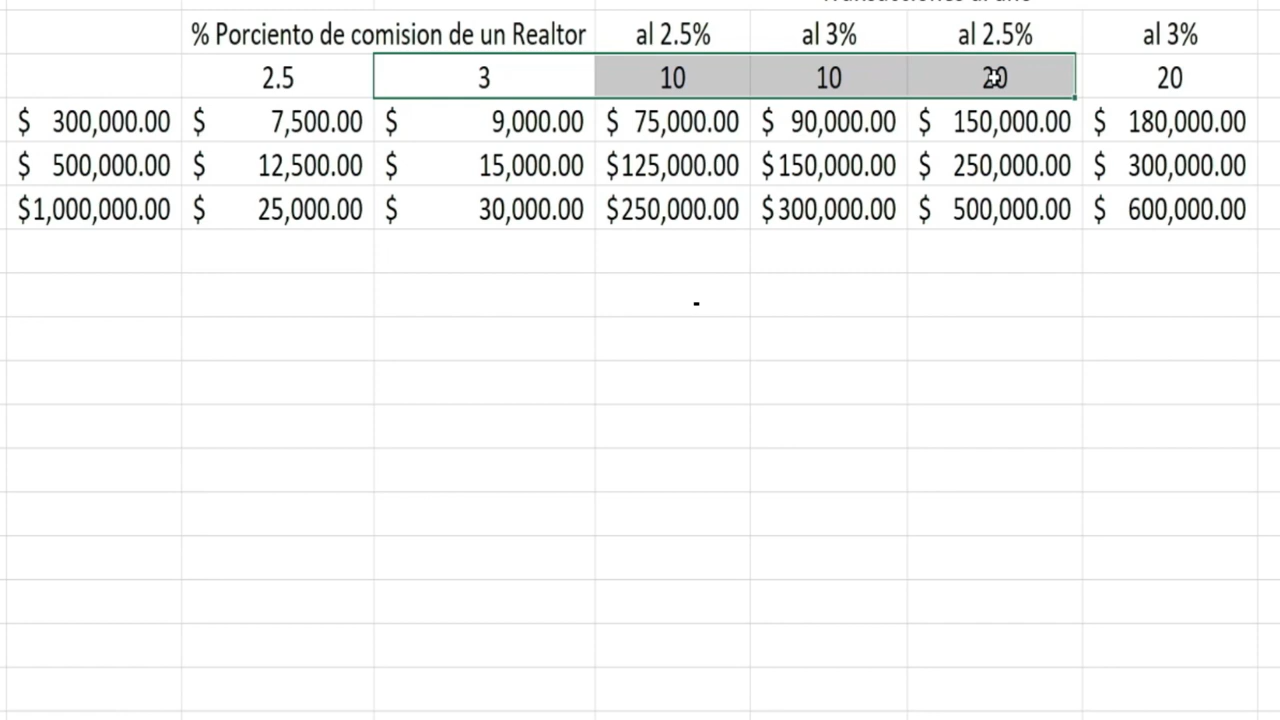 % Porciento de comision de un Realtor al 2.5% al 3% al 2.5% al 3%
2.5 3 10 10 20 20
$ 300,000.00 $ 7,500.00 $ 9,000.00 $ 75,000.00 $ 90,000.00 $ 150,000.00 $ 180,000.00
$ 500,000.00 $ 12,500.00 $ 15,000.00 $125,000.00 $150,000.00 $ 250,000.00 $ 300,000.00
$1,000,000.00 $ 25,000.00 $ 30,000.00 $250,000.00 $300,000.00 $ 500,000.00 $ 600,000.00